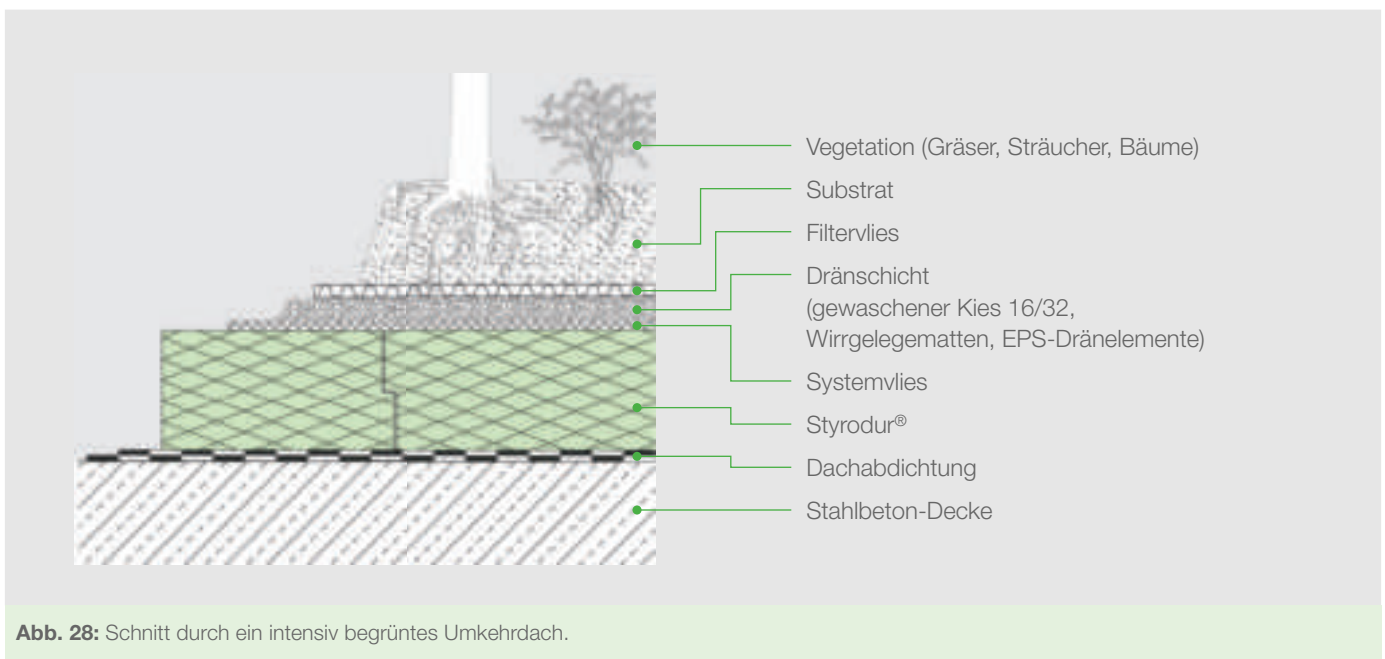 Vegetation (Gräser, Sträucher, Bäume)
Substrat
Filtervlies
Dränschicht
(gewaschener Kies 16/32,
Wirrgelegematten, EPS-Dränelemente)
Systemvlies
Styrodur®
Dachabdichtung
Stahlbeton-Decke
Abb. 28: Schnitt durch ein intensiv begrüntes Umkehrdach.